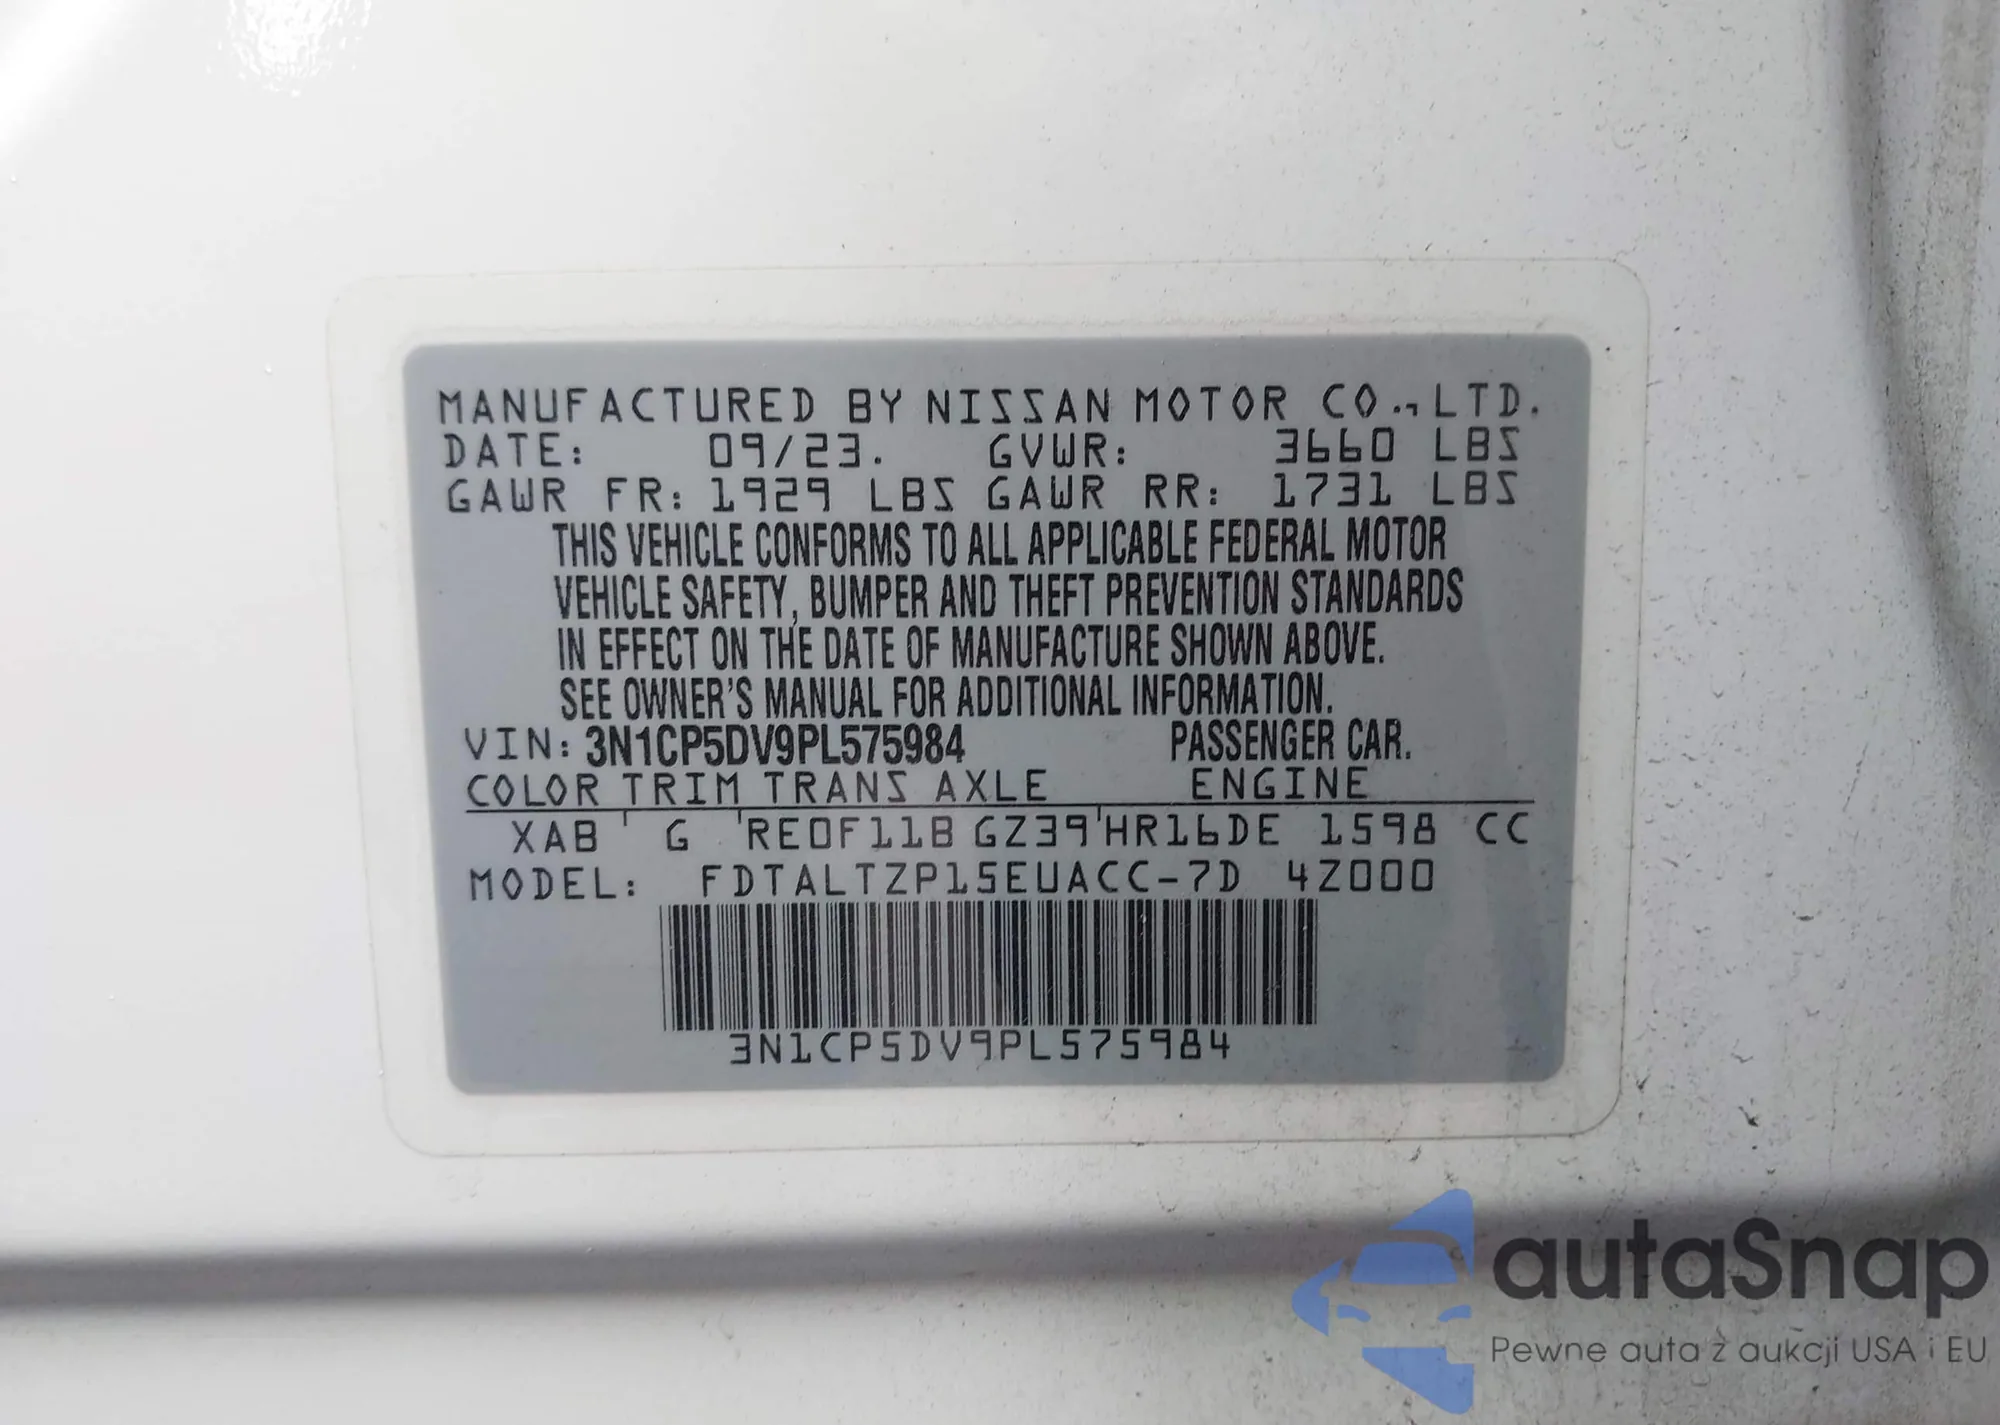 MANUFACTURED BY NISSAN MOTOR CO., LTD.
DATE: 09/23. GVWR: 3660 LBS
GAWR FR: 1929 LBS GAWR RR: 1731 LBS
THIS VEHICLE CONFORMS TO ALL APPLICABLE FEDERAL MOTOR
VEHICLE SAFETY, BUMPER AND THEFT PREVENTION STANDARDS
IN EFFECT ON THE DATE OF MANUFACTURE SHOWN ABOVE.
SEE OWNER'S MANUAL FOR ADDITIONAL INFORMATION.
VIN: 3N1CP5DV9PL575984 PASSENGER CAR.
COLOR TRIM TRANS AXLE ENGINE
XAB G RE0F11B GZ39 HR16DE 1598 CC
MODEL: FDTALTZP15EUACC-7D 4Z000
3N1CP5DV9PL575984
autaSnap
Pewne auta z aukcji USA i EU